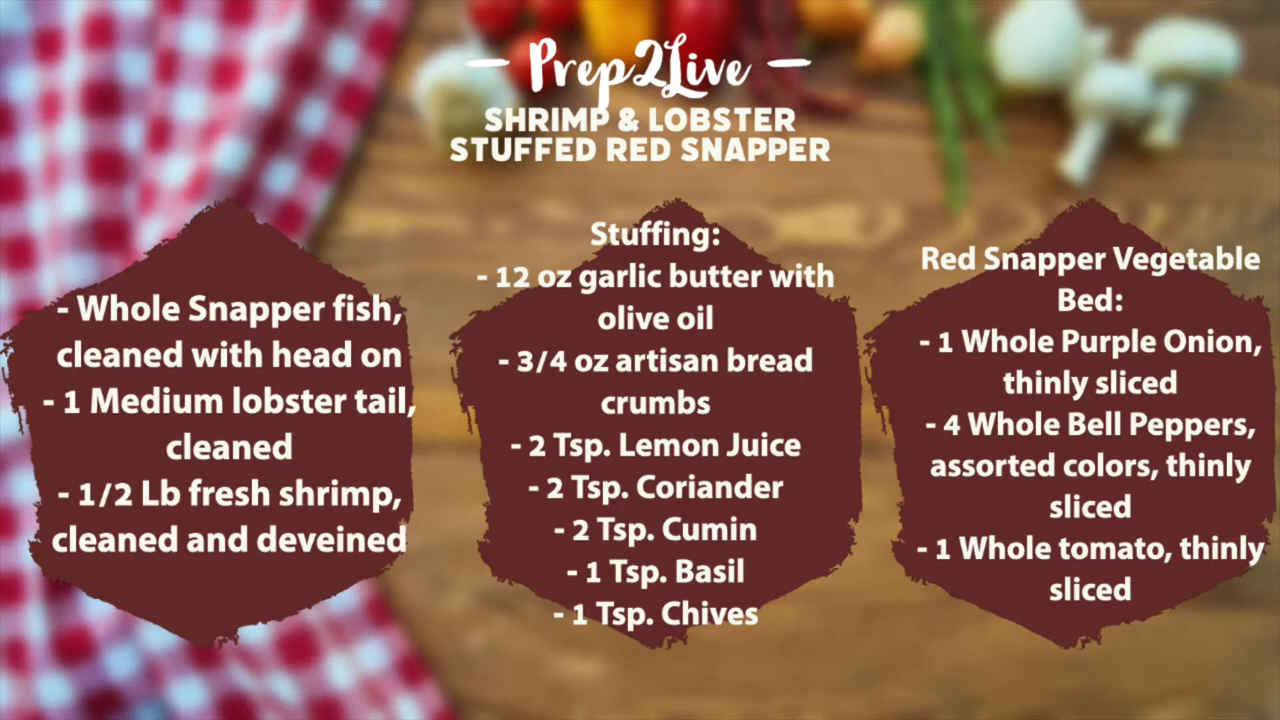 Prep2Live
SHRIMP & LOBSTER
STUFFED RED SNAPPER
- Whole Snapper fish,
cleaned with head on
- 1 Medium lobster tail,
cleaned
- 1/2 Lb fresh shrimp,
cleaned and deveined
Stuffing:
- 12 oz garlic butter with
olive oil
- 3/4 oz artisan bread
crumbs
- 2 Tsp. Lemon Juice
- 2 Tsp. Coriander
- 2 Tsp. Cumin
- 1 Tsp. Basil
- 1 Tsp. Chives
Red Snapper Vegetable
Bed:
- 1 Whole Purple Onion,
thinly sliced
- 4 Whole Bell Peppers,
assorted colors, thinly
sliced
- 1 Whole tomato, thinly
sliced